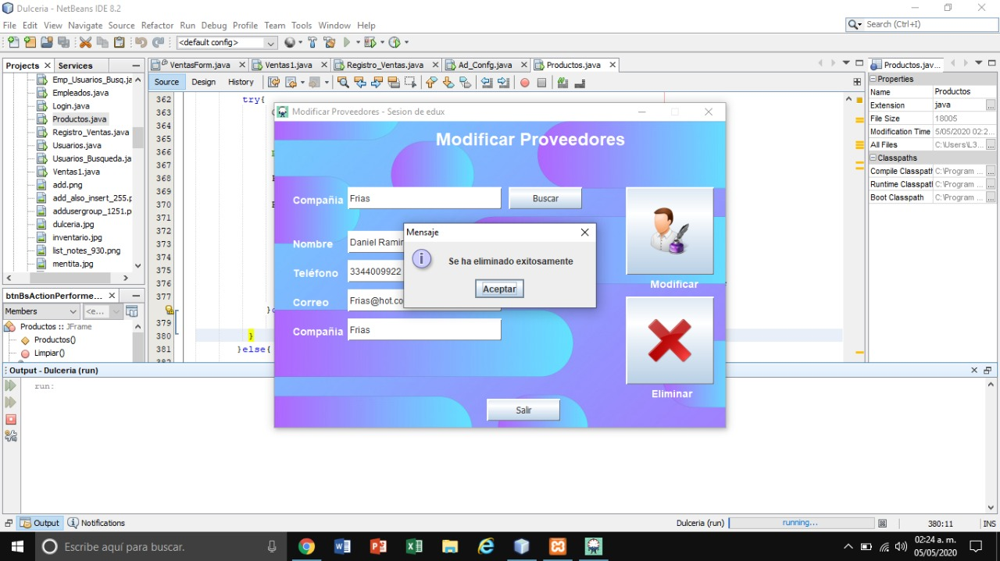 Dulceria - NetBeans IDE 8.2
File Edit View Navigate Source Refactor Run Debug Profile Team Tools Window Help
Search (Ctrl+I)
<default config>
Projects Services
VentasForm.java Ventas1.java Registro_Ventas.java Ad_Confg.java Productos.java
Productos.jav...
Source Design History
Emp_Usuarios_Busq.ja
Empleados.java
Login.java
Productos.java
Registro_Ventas.java
Usuarios.java
Usuarios_Busqueda.ja
Ventas1.java
add.png
add_also_insert_255.p
addusergroup_1251.p
dulceria.jpg
inventario.jpg
list_notes_930.png
mentita.jpg
btnBsActionPerforme...
Members <e...
Productos :: JFrame
Productos()
Limpiar()
362 try{
363
364
365
366
367
368
369
370
371
372
373
374
375
376
377
379
380 }
381 }else{
Modificar Proveedores - Sesion de edux
Modificar Proveedores
Compañia Frias Buscar
Nombre Daniel Ramir
Teléfono 3344009922
Correo Frias@hot.co
Compañia Frias
Modificar
Eliminar
Salir
Mensaje
Se ha eliminado exitosamente
Aceptar
Properties
Name Productos
Extension java ...
File Size 18005
Modification Time 5/05/2020 02:2...
All Files C:\Users\L3... ...
Classpaths
Compile Classpath C:\Program ... ...
Runtime Classpath C:\Program ... ...
Boot Classpath C:\Program ... ...
Output - Dulceria (run)
run:
Output Notifications
Dulceria (run) running... 380:11 INS
Escribe aquí para buscar.
02:24 a. m.
05/05/2020